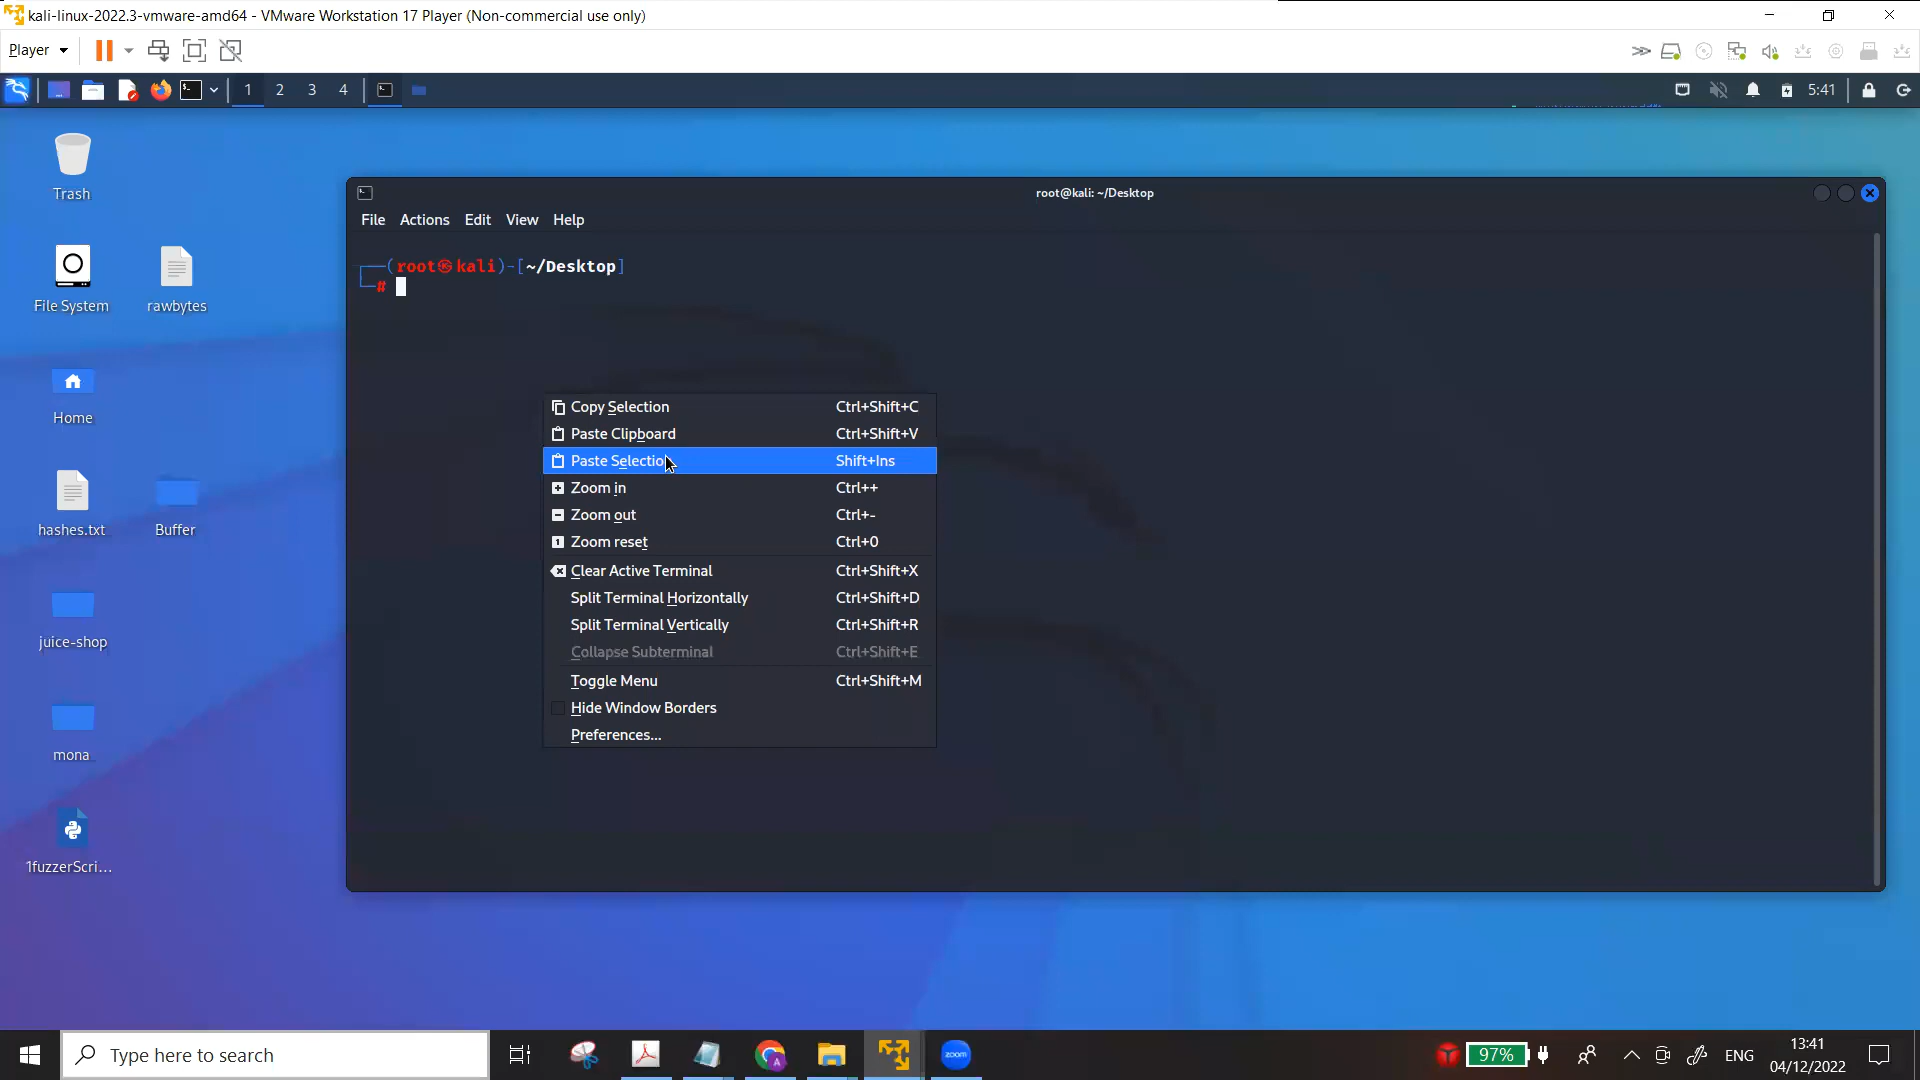 kali-linux-2022.3-vmware-amd64 - VMware Workstation 17 Player (Non-commercial use only)
Player
1 2 3 4
5:41
Trash
File System
rawbytes
Home
hashes.txt
Buffer
juice-shop
mona
1fuzzerScri...
root@kali: ~/Desktop
File Actions Edit View Help
(root㉿kali)-[~/Desktop]
#
Copy Selection Ctrl+Shift+C
Paste Clipboard Ctrl+Shift+V
Paste Selectio Shift+Ins
Zoom in Ctrl++
Zoom out Ctrl+-
Zoom reset Ctrl+0
Clear Active Terminal Ctrl+Shift+X
Split Terminal Horizontally Ctrl+Shift+D
Split Terminal Vertically Ctrl+Shift+R
Collapse Subterminal Ctrl+Shift+E
Toggle Menu Ctrl+Shift+M
Hide Window Borders
Preferences...
Type here to search
zoom
97%
ENG
13:41
04/12/2022